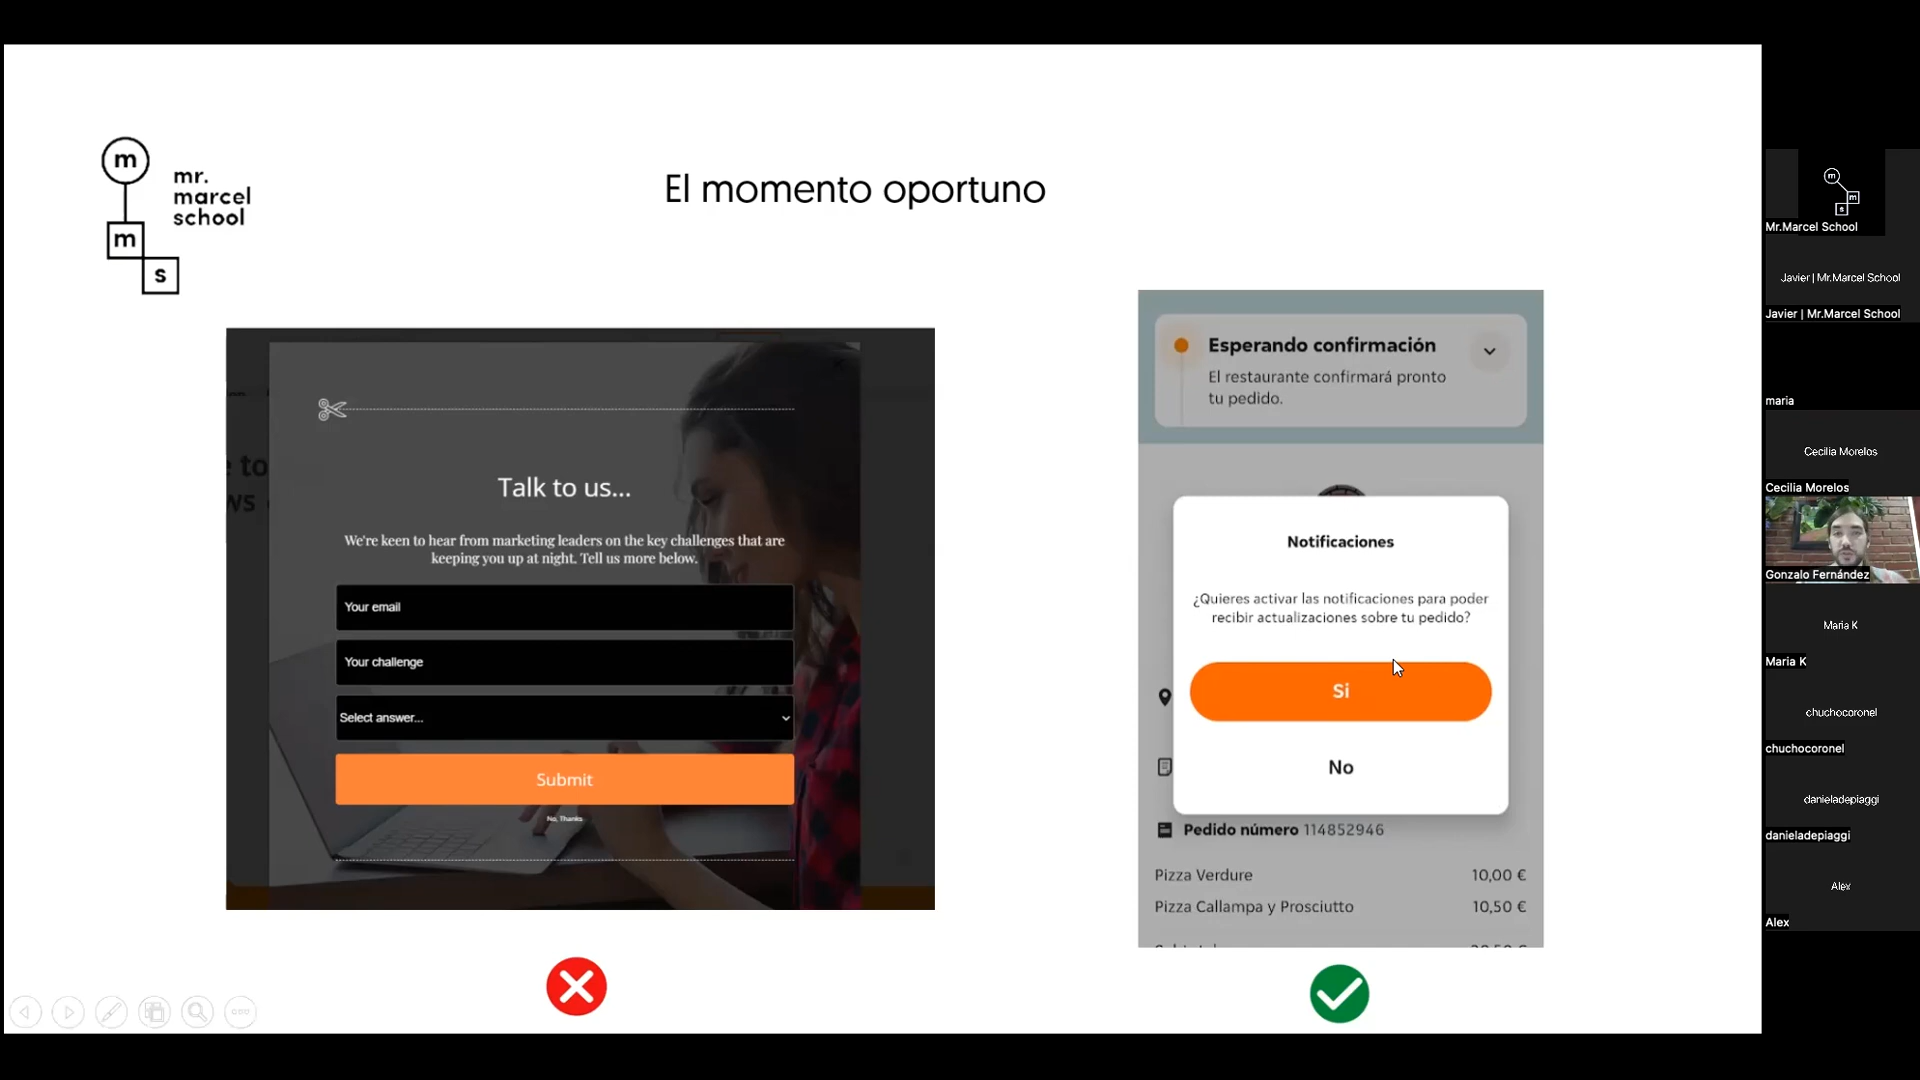 m
m
s
mr.
marcel
school
El momento oportuno
Talk to us...
We're keen to hear from marketing leaders on the key challenges that are
keeping you up at night. Tell us more below.
Your email
Your challenge
Select answer...
Submit
No, Thanks
Esperando confirmación
El restaurante confirmará pronto
tu pedido.
Notificaciones
¿Quieres activar las notificaciones para poder
recibir actualizaciones sobre tu pedido?
Si
No
Pedido número 114852946
Pizza Verdure 10,00 €
Pizza Callampa y Prosciutto 10,50 €
m
m
s
Mr.Marcel School
Javier | Mr.Marcel School
Javier | Mr.Marcel School
maria
Cecilia Morelos
Cecilia Morelos
Gonzalo Fernández
Maria K
Maria K
chuchocoronel
chuchocoronel
danieladepiaggi
danieladepiaggi
Alex
Alex